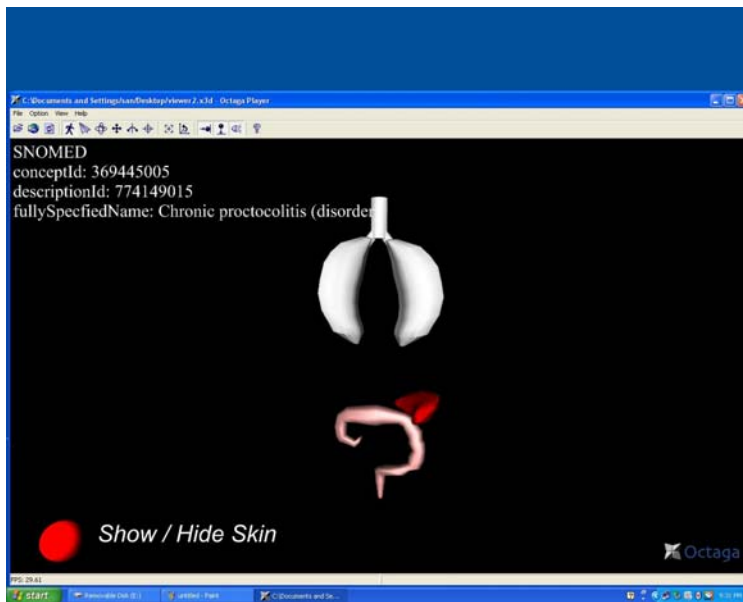 C:\Documents and Settings\san\Desktop\viewer2.x3d - Octaga Player
File Option View Help
SNOMED
conceptId: 369445005
descriptionId: 774149015
fullySpecfiedName: Chronic proctocolitis (disorder
Show / Hide Skin
Octaga
FPS: 29.61
start Removable Disk (E:) untitled - Paint C:\Documents and Se...